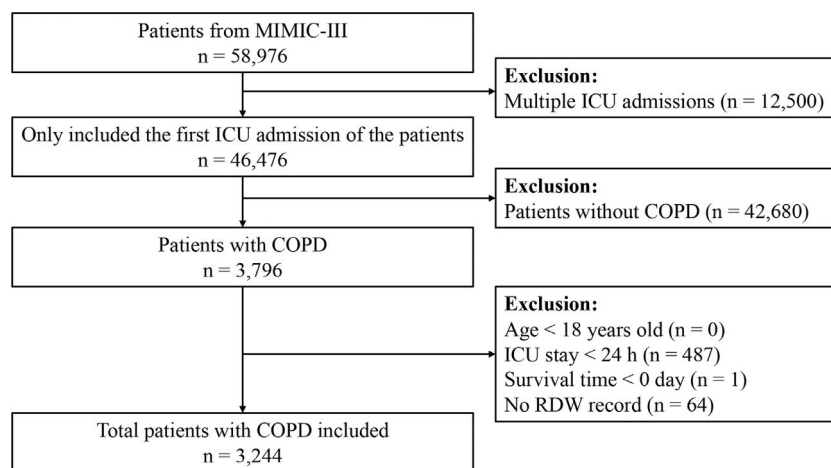 Patients from MIMIC-III
n = 58,976
Exclusion:
Multiple ICU admissions (n = 12,500)
Only included the first ICU admission of the patients
n = 46,476
Exclusion:
Patients without COPD (n = 42,680)
Patients with COPD
n = 3,796
Exclusion:
Age < 18 years old (n = 0)
ICU stay < 24 h (n = 487)
Survival time < 0 day (n = 1)
No RDW record (n = 64)
Total patients with COPD included
n = 3,244